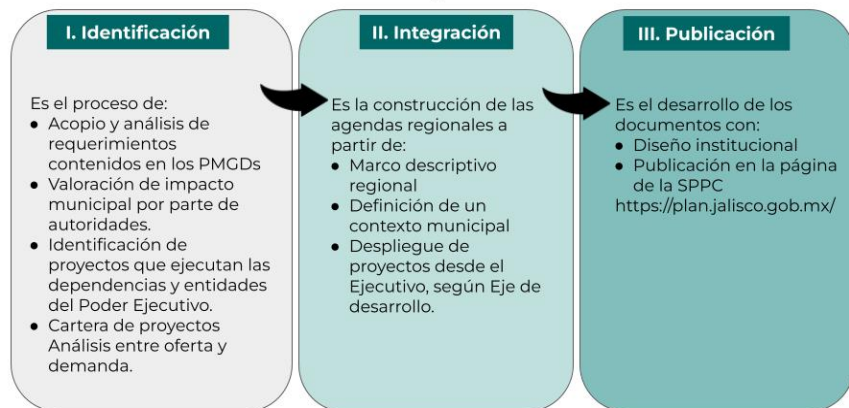 I. Identificación
Es el proceso de:
● Acopio y análisis de
requerimientos
contenidos en los PMGDs
● Valoración de impacto
municipal por parte de
autoridades.
● Identificación de
proyectos que ejecutan las
dependencias y entidades
del Poder Ejecutivo.
● Cartera de proyectos
Análisis entre oferta y
demanda.
II. Integración
Es la construcción de las
agendas regionales a
partir de:
● Marco descriptivo
regional
● Definición de un
contexto municipal
● Despliegue de
proyectos desde el
Ejecutivo, según Eje de
desarrollo.
III. Publicación
Es el desarrollo de los
documentos con:
● Diseño institucional
● Publicación en la página
de la SPPC
https://plan.jalisco.gob.mx/